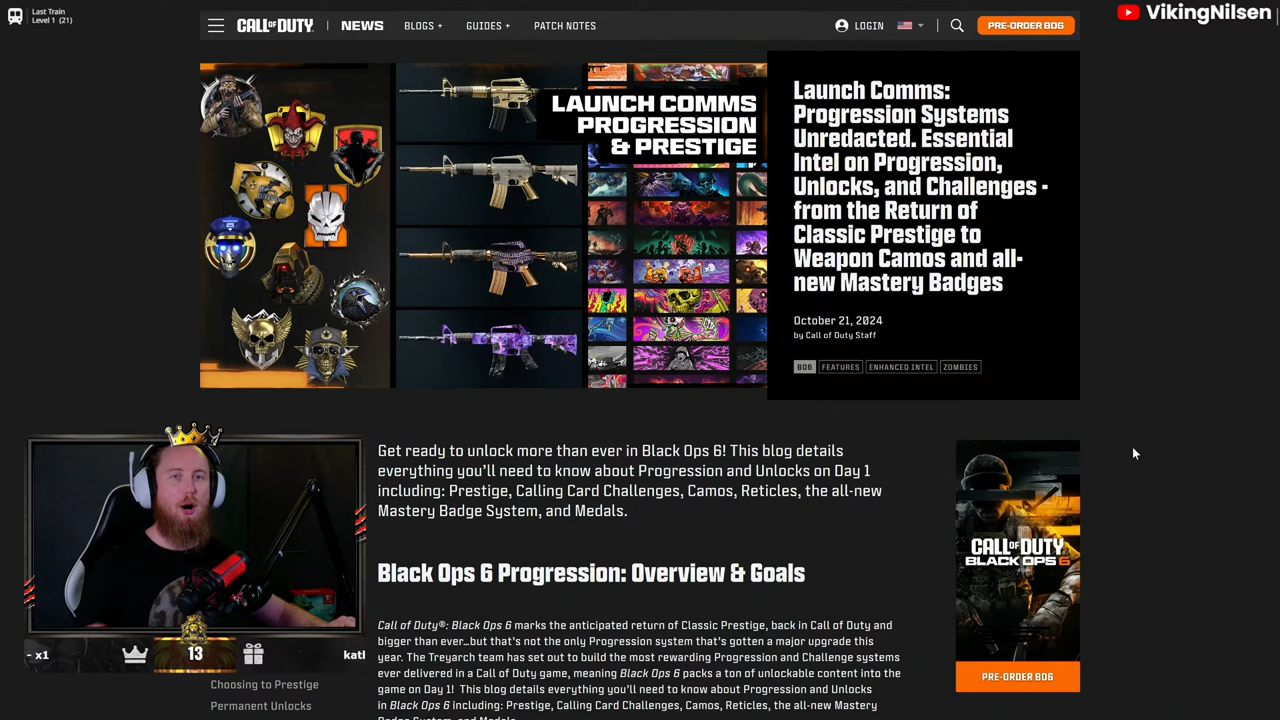 Last Train
Level 1 (21)
VikingNilsen
CALL OF DUTY
NEWS
BLOGS +
GUIDES +
PATCH NOTES
LOGIN
PRE-ORDER BO6
LAUNCH COMMS
PROGRESSION
& PRESTIGE
Launch Comms:
Progression Systems
Unredacted. Essential
Intel on Progression,
Unlocks, and Challenges -
from the Return of
Classic Prestige to
Weapon Camos and all-
new Mastery Badges
October 21, 2024
by Call of Duty Staff
BO6
FEATURES
ENHANCED INTEL
ZOMBIES
Get ready to unlock more than ever in Black Ops 6! This blog details
everything you'll need to know about Progression and Unlocks on Day 1
including: Prestige, Calling Card Challenges, Camos, Reticles, the all-new
Mastery Badge System, and Medals.
Black Ops 6 Progression: Overview & Goals
Call of Duty®: Black Ops 6 marks the anticipated return of Classic Prestige, back in Call of Duty and
bigger than ever…but that's not the only Progression system that's gotten a major upgrade this
year. The Treyarch team has set out to build the most rewarding Progression and Challenge systems
ever delivered in a Call of Duty game, meaning Black Ops 6 packs a ton of unlockable content into the
game on Day 1! This blog details everything you'll need to know about Progression and Unlocks
in Black Ops 6 including: Prestige, Calling Card Challenges, Camos, Reticles, the all-new Mastery
Badge System, and Medals.
CALL OF DUTY
BLACK OPS 6
PRE-ORDER BO6
- x1
13
katl
Choosing to Prestige
Permanent Unlocks